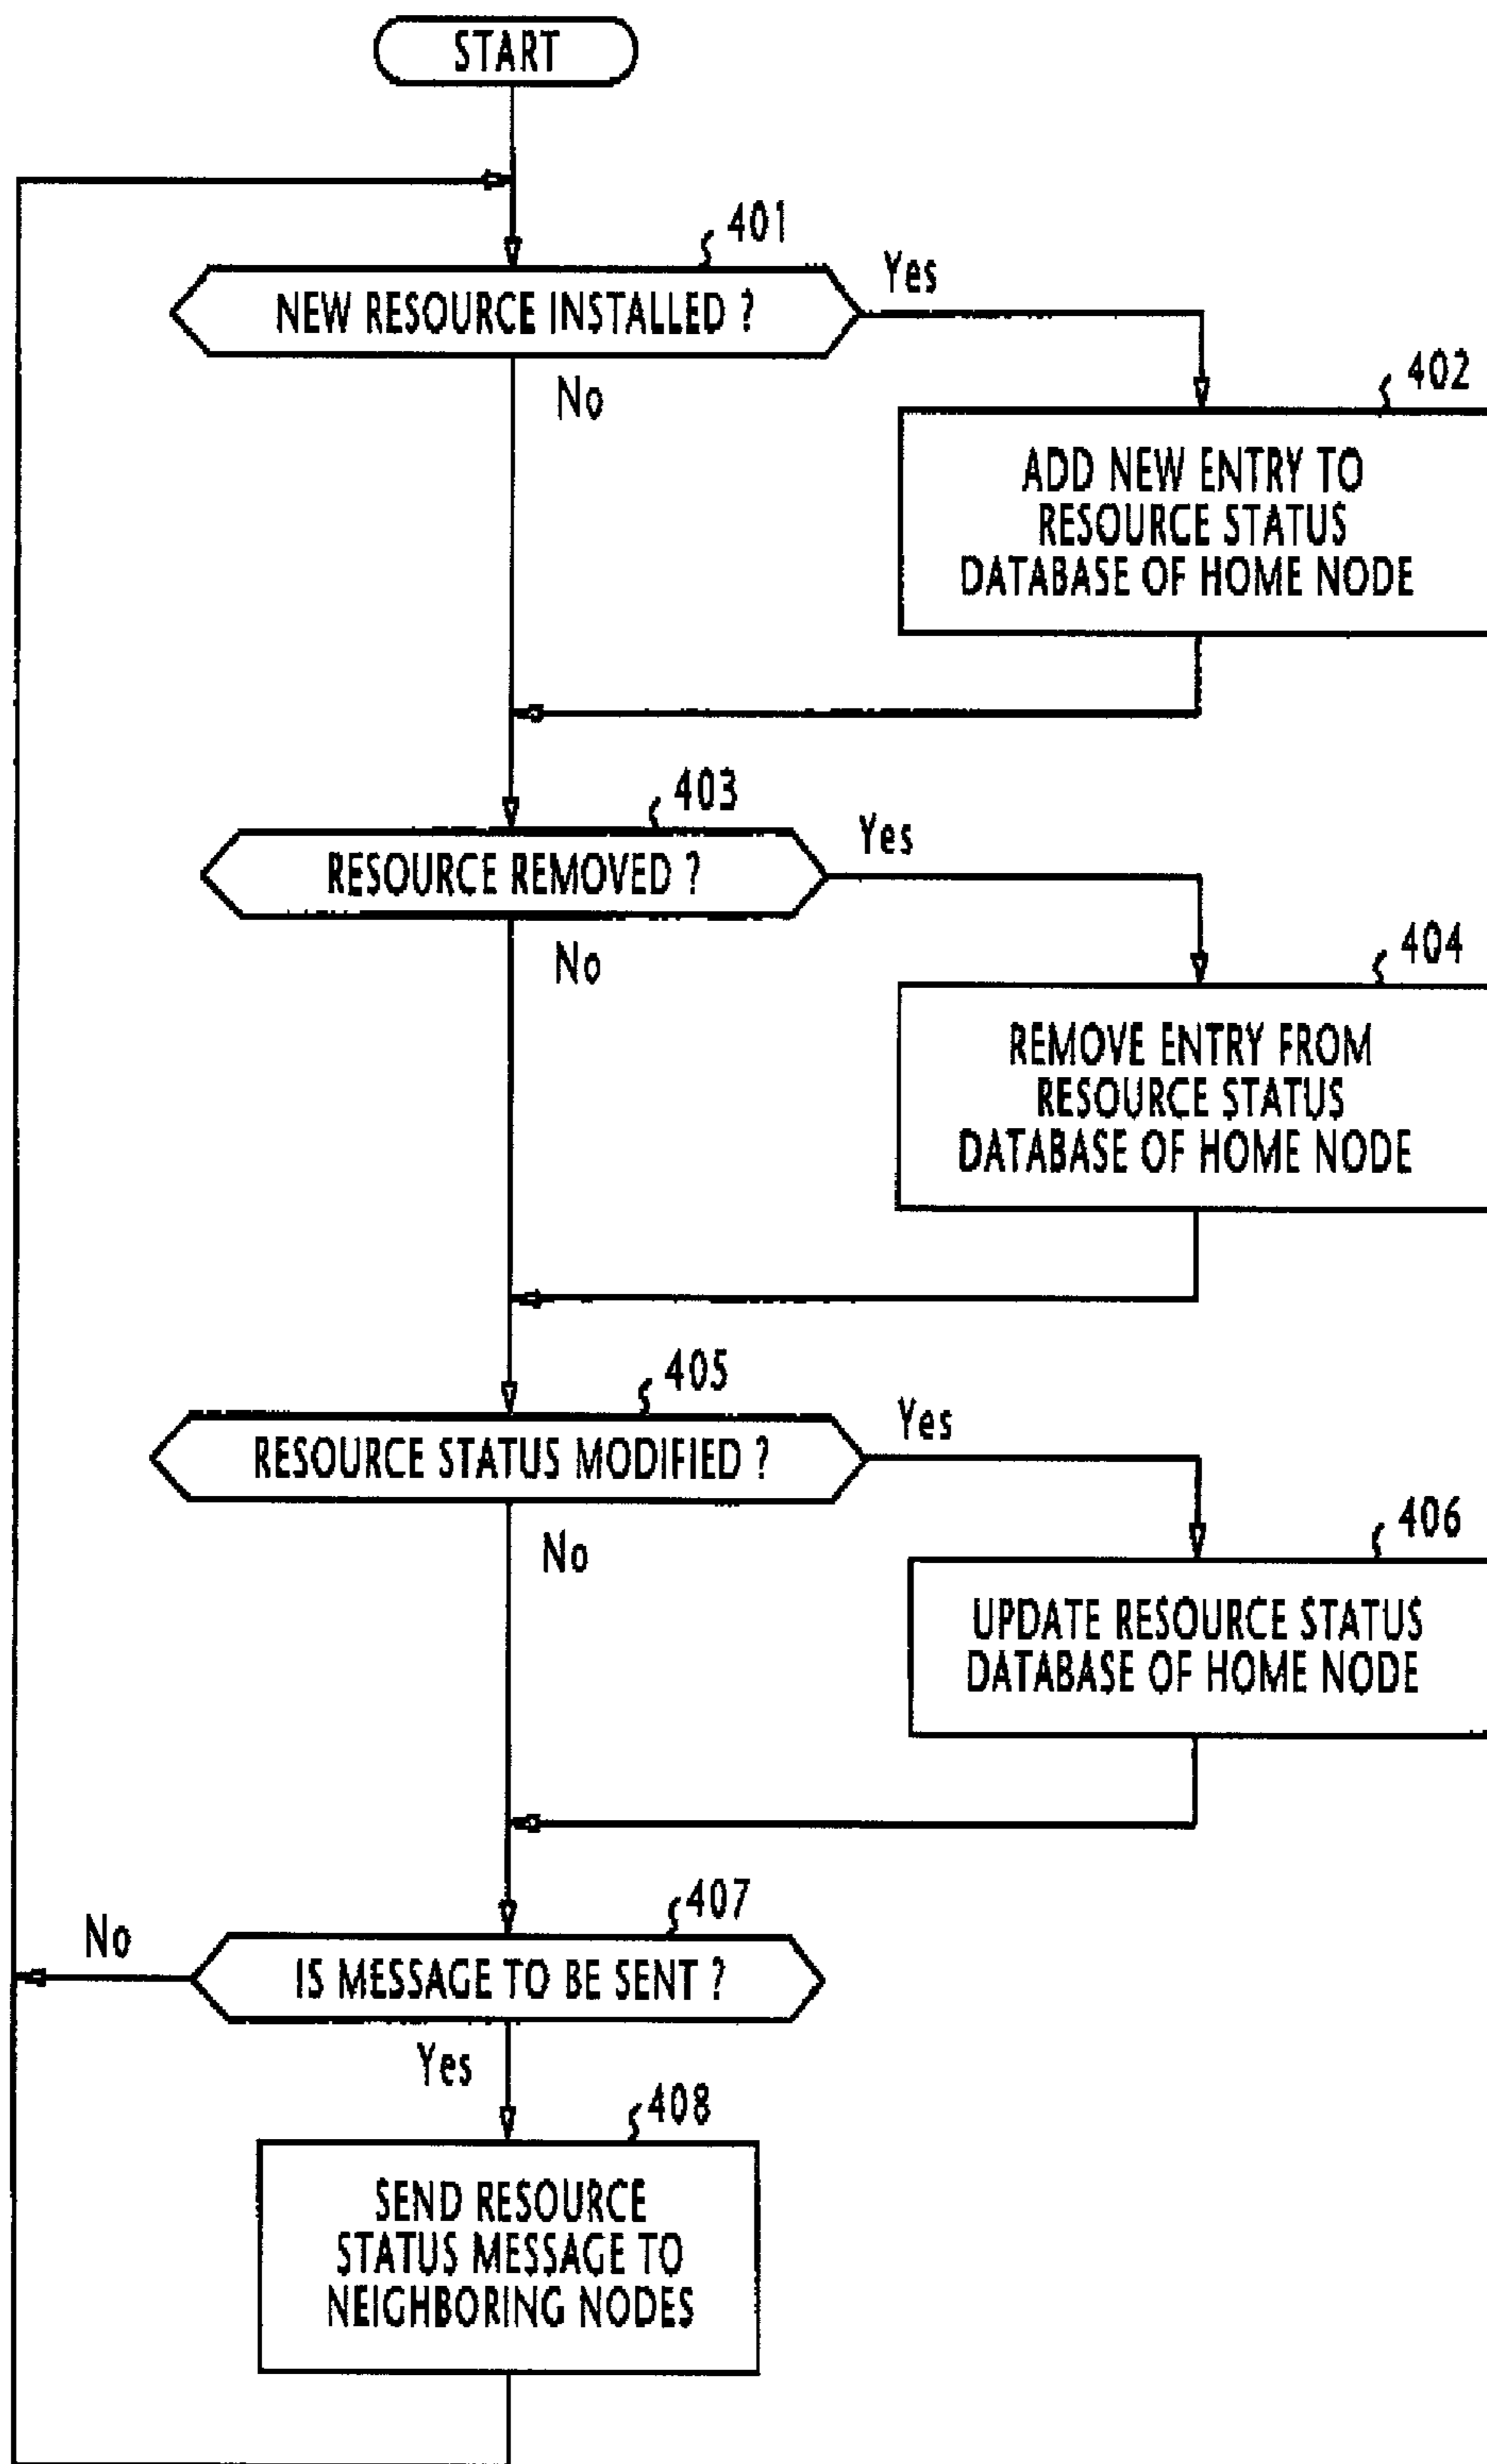 START
401
NEW RESOURCE INSTALLED ?
Yes
No
402
ADD NEW ENTRY TO
RESOURCE STATUS
DATABASE OF HOME NODE
403
RESOURCE REMOVED ?
Yes
No
404
REMOVE ENTRY FROM
RESOURCE STATUS
DATABASE OF HOME NODE
405
RESOURCE STATUS MODIFIED ?
Yes
No
406
UPDATE RESOURCE STATUS
DATABASE OF HOME NODE
407
No
IS MESSAGE TO BE SENT ?
Yes
408
SEND RESOURCE
STATUS MESSAGE TO
NEIGHBORING NODES